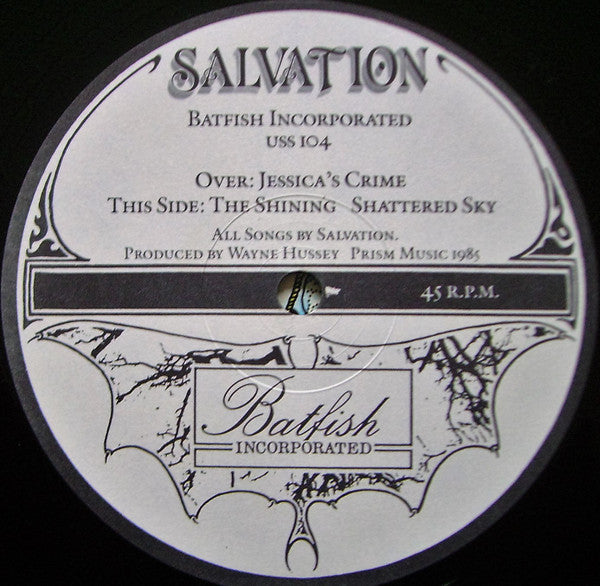 SALVATION
BATFISH INCORPORATED
USS 104
OVER: JESSICA'S CRIME
THIS SIDE: THE SHINING SHATTERED SKY
ALL SONGS BY SALVATION.
PRODUCED BY WAYNE HUSSEY PRISM MUSIC 1985
45 R.P.M.
Batfish
INCORPORATED